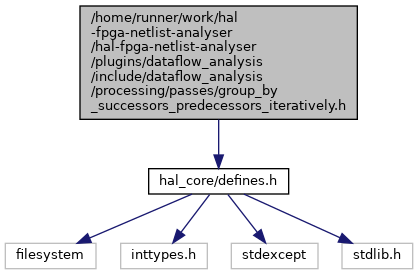 /home/runner/work/hal
-fpga-netlist-analyser
/hal-fpga-netlist-analyser
/plugins/dataflow_analysis
/include/dataflow_analysis
/processing/passes/group_by
_successors_predecessors_iteratively.h
hal_core/defines.h
filesystem
inttypes.h
stdexcept
stdlib.h